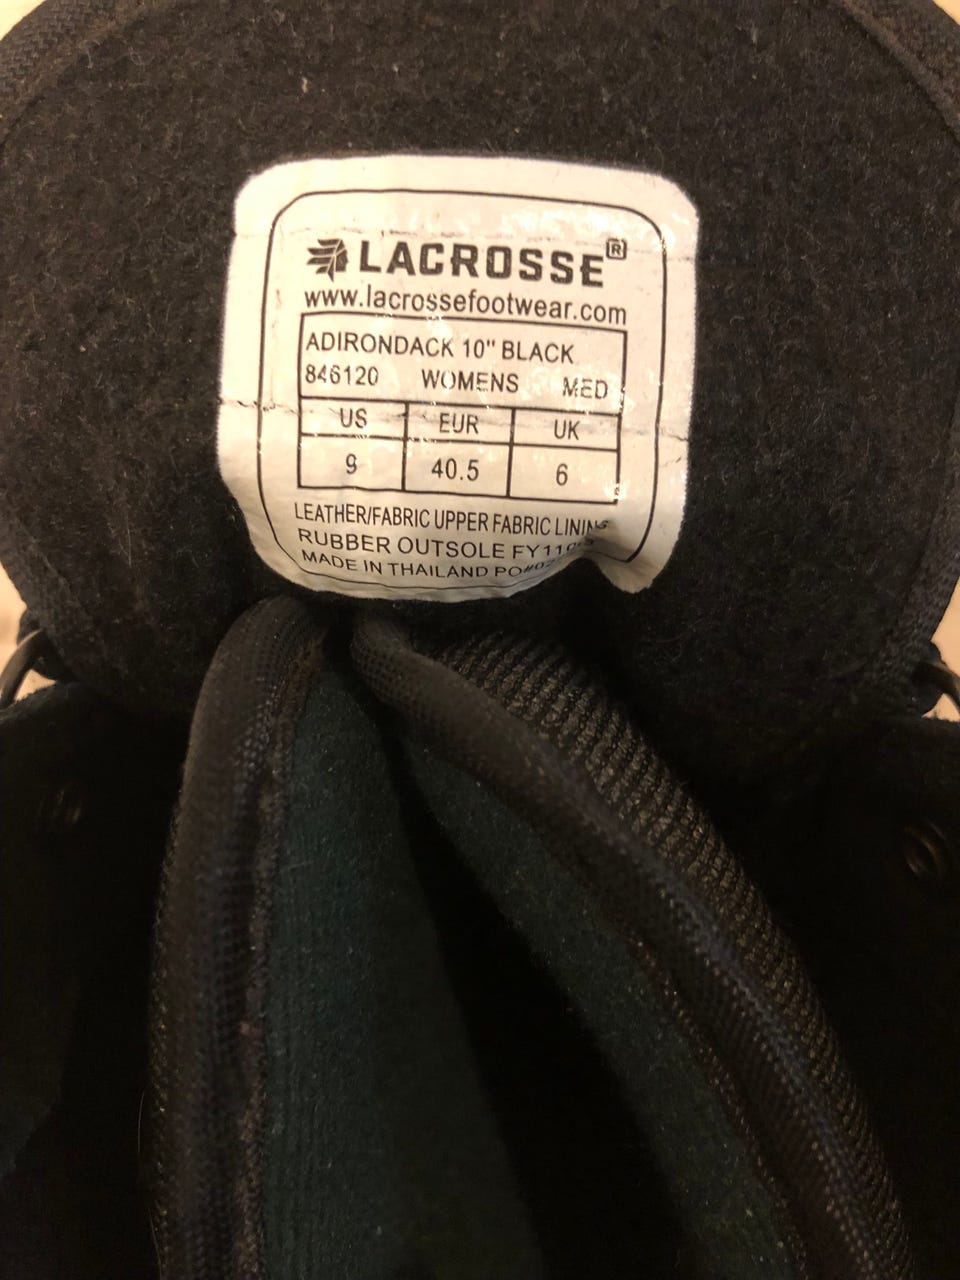 LACROSSE®
www.lacrossefootwear.com
ADIRONDACK 10" BLACK
846120 WOMENS MED
US EUR UK
9 40.5 6
LEATHER/FABRIC UPPER FABRIC LINING
RUBBER OUTSOLE
MADE IN THAILAND